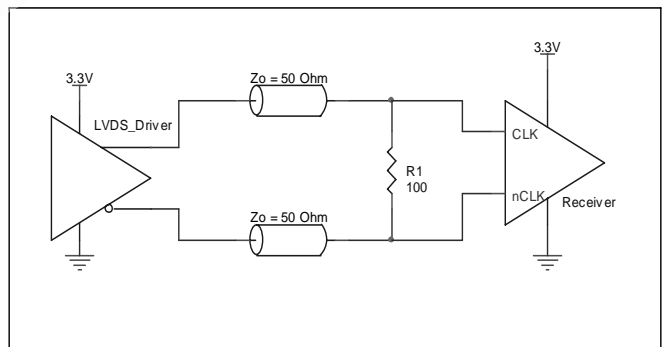 3.3V
LVDS_Driver
Zo = 50 Ohm
Zo = 50 Ohm
R1
100
3.3V
CLK
nCLK
Receiver